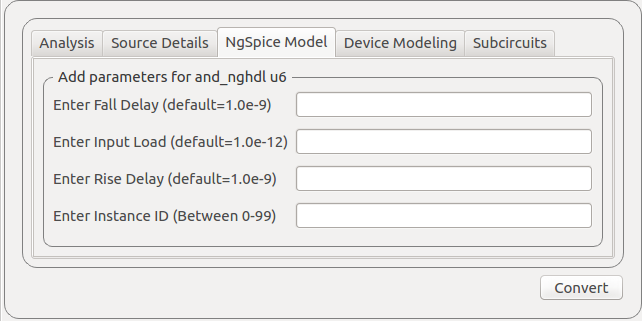 Analysis Source Details NgSpice Model Device Modeling Subcircuits
Add parameters for and_nghdl u6
Enter Fall Delay (default=1.0e-9)
Enter Input Load (default=1.0e-12)
Enter Rise Delay (default=1.0e-9)
Enter Instance ID (Between 0-99)
Convert